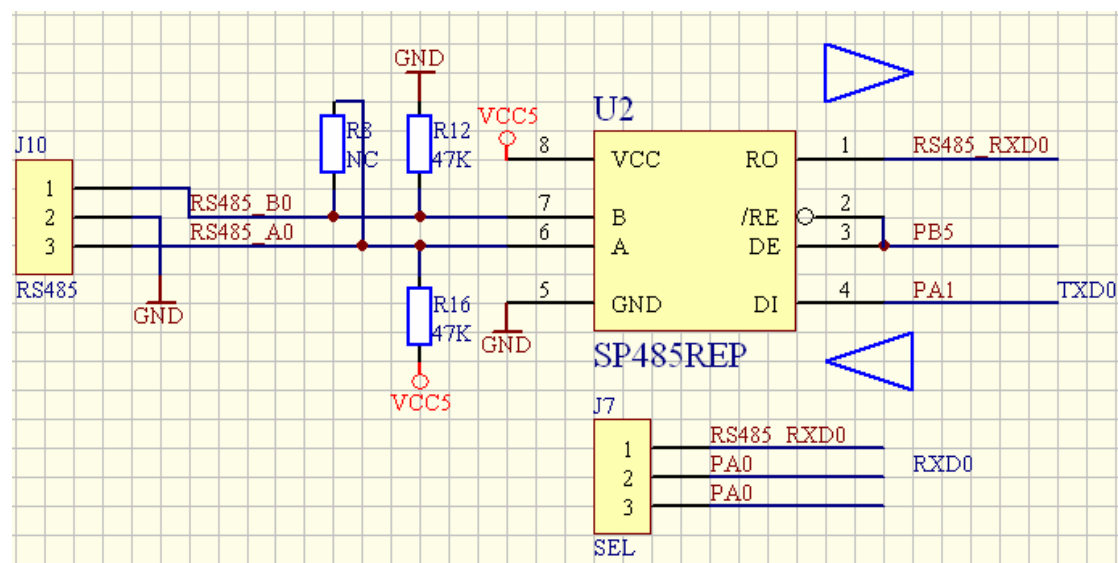 GND
VCC5
U2
J10
R8
NC
R12
47K
8
VCC
RO
1
RS485_RXD0
1
2
3
RS485_B0
RS485_A0
7
B
/RE
2
6
A
DE
3
PB5
RS485
GND
R16
47K
5
GND
DI
4
PA1
TXD0
GND
VCC5
SP485REP
J7
1
RS485_RXD0
2
PA0
RXD0
3
PA0
SEL